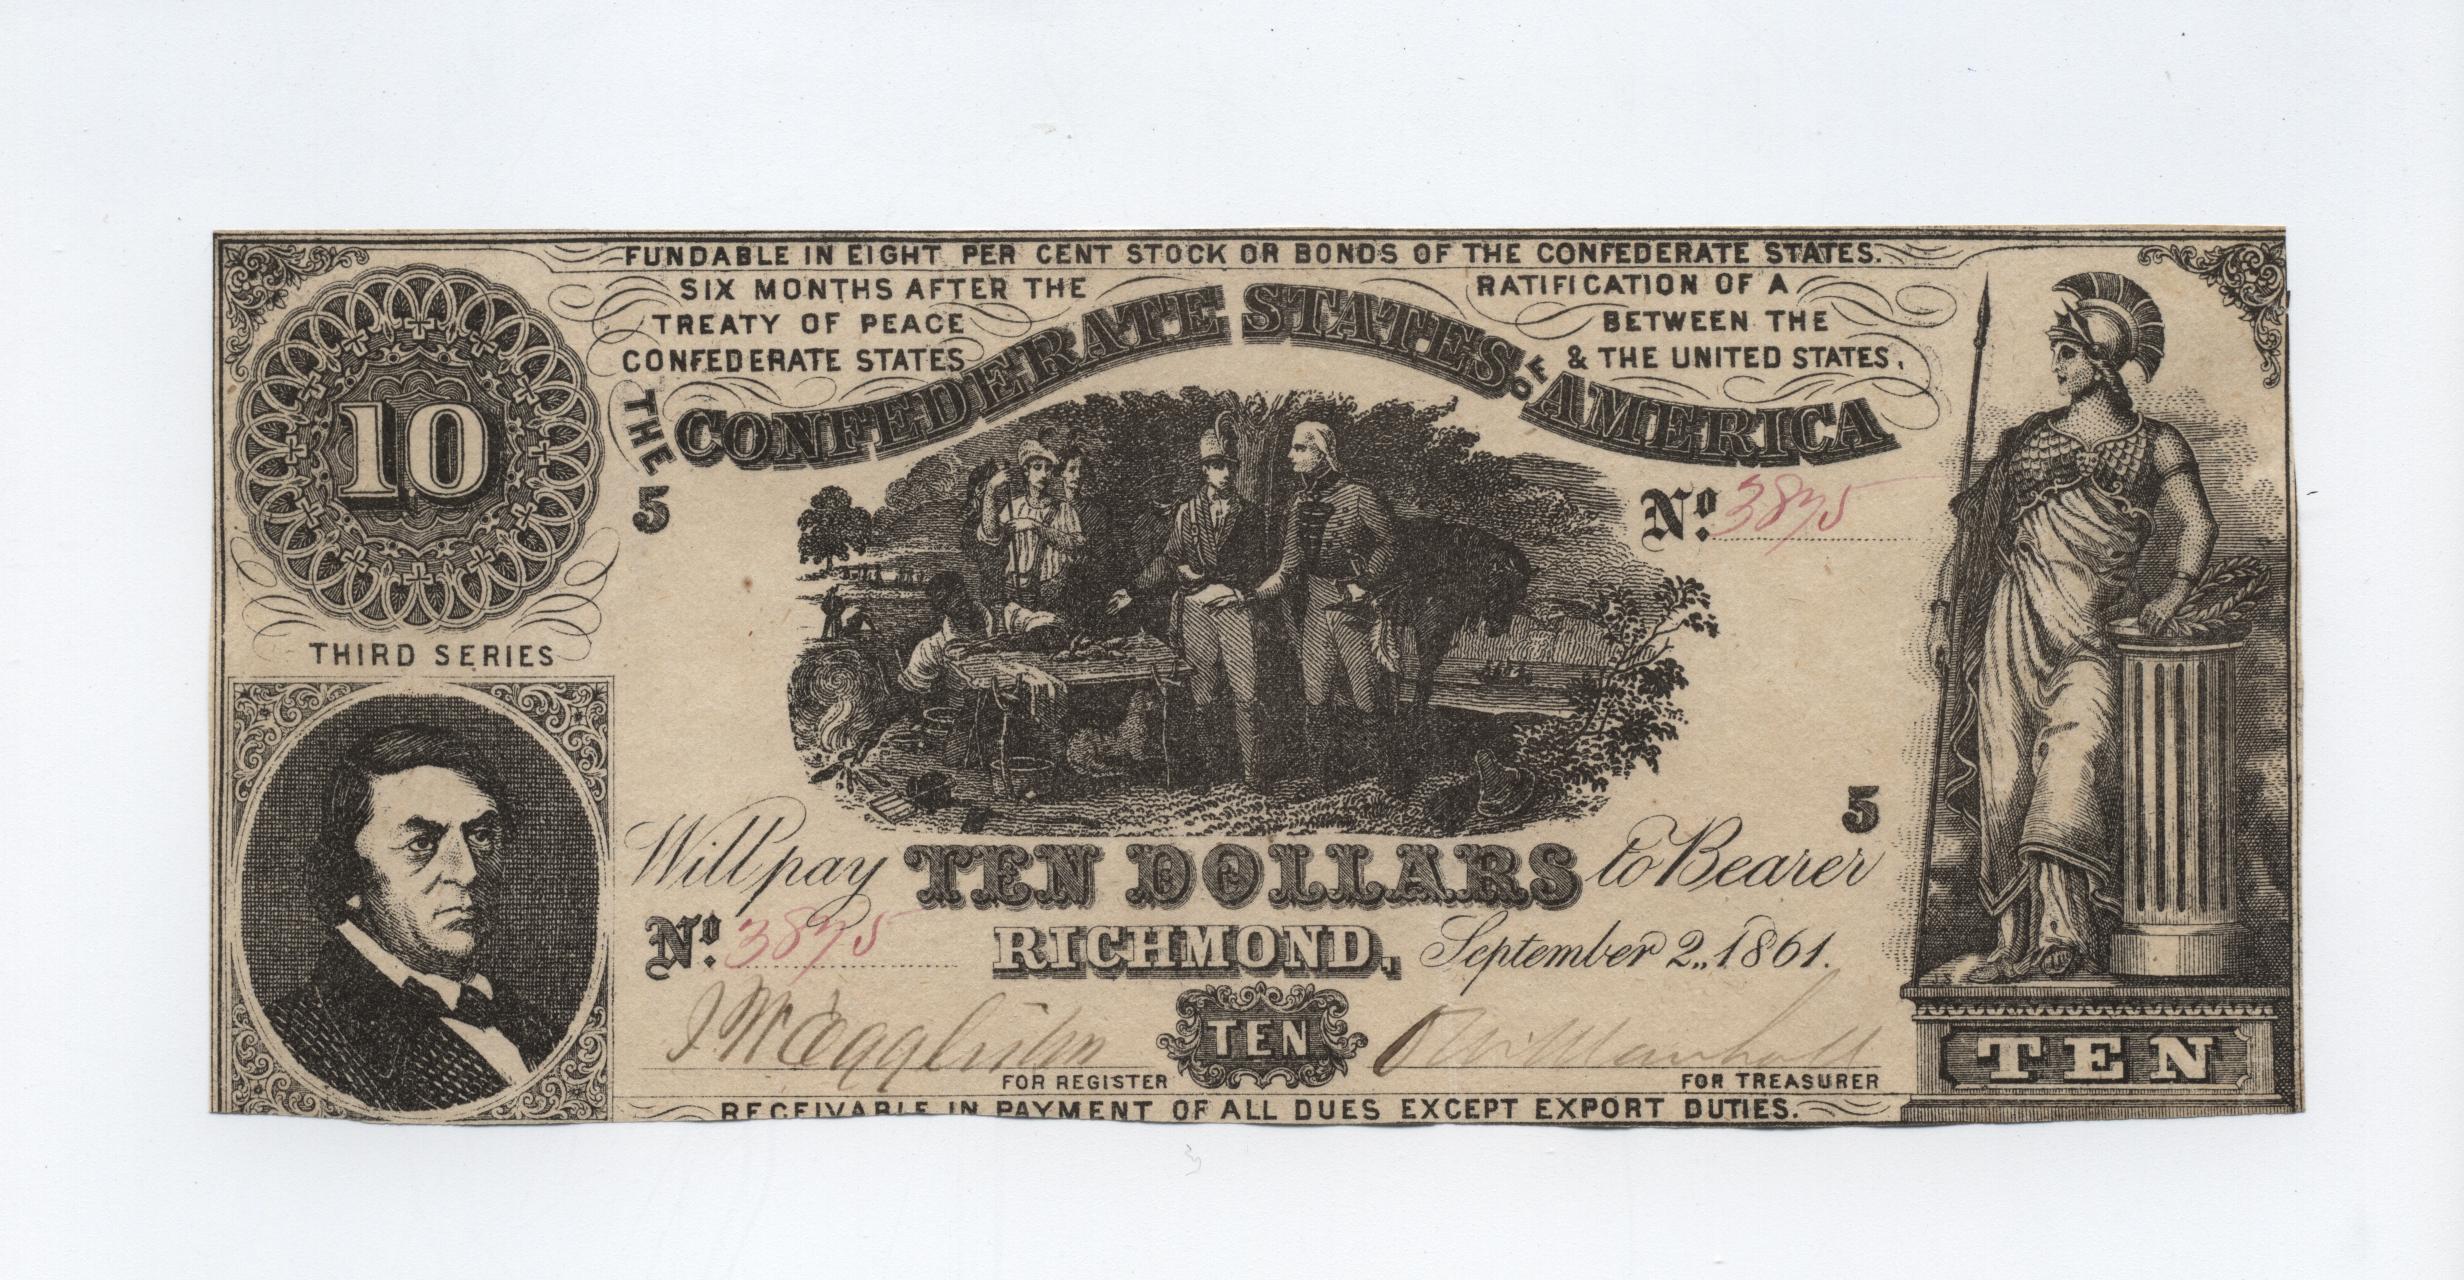 FUNDABLE IN EIGHT PER CENT STOCK OR BONDS OF THE CONFEDERATE STATES.
SIX MONTHS AFTER THE RATIFICATION OF A
TREATY OF PEACE BETWEEN THE
CONFEDERATE STATES & THE UNITED STATES,
THE CONFEDERATE STATES OF AMERICA
10
5
No. 3875
THIRD SERIES
5
Will pay TEN DOLLARS to Bearer
No. 3875
RICHMOND, September 2, 1861.
TEN
FOR REGISTER
FOR TREASURER
TEN
RECEIVABLE IN PAYMENT OF ALL DUES EXCEPT EXPORT DUTIES.